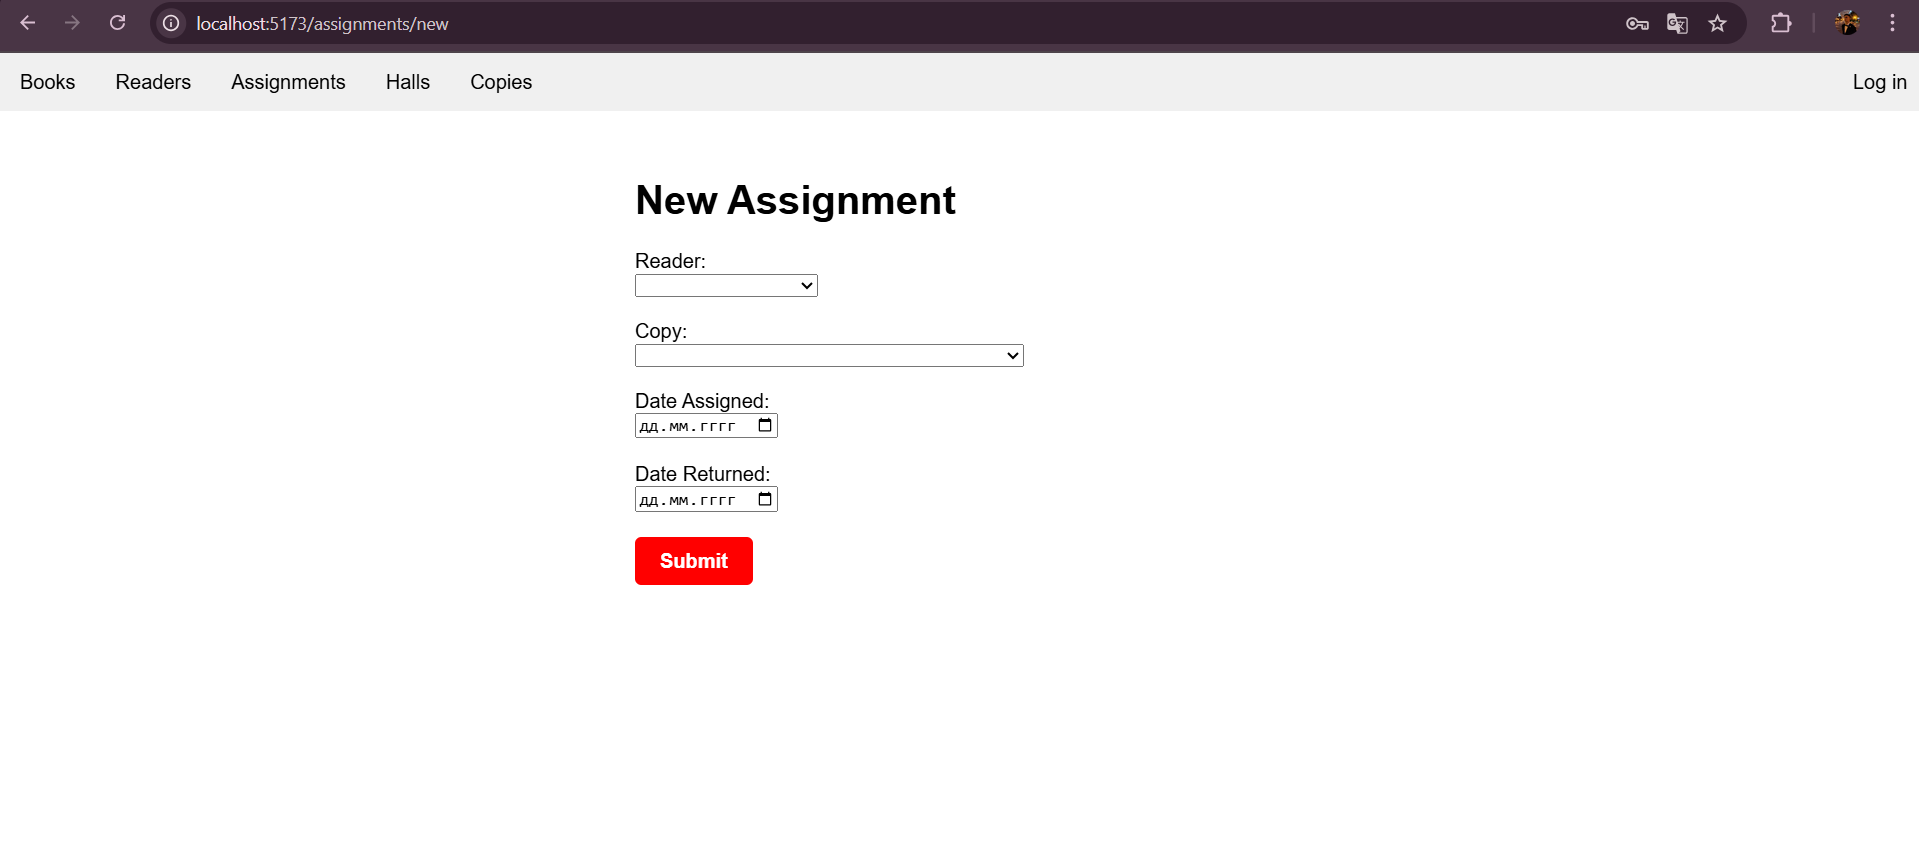 localhost:5173/assignments/new
Books Readers Assignments Halls Copies Log in
New Assignment
Reader:
Copy:
Date Assigned:
дд.мм.гггг
Date Returned:
дд.мм.гггг
Submit